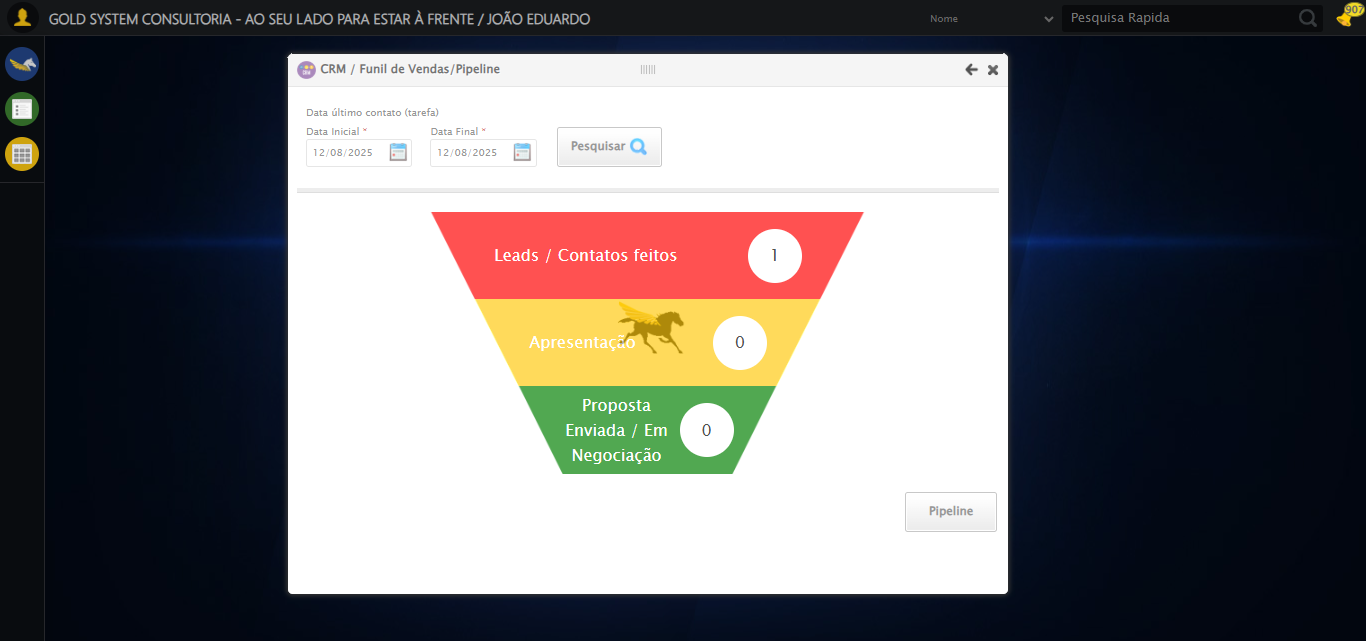 GOLD SYSTEM CONSULTORIA - AO SEU LADO PARA ESTAR À FRENTE / JOÃO EDUARDO
Nome
Pesquisa Rapida
907
CRM / Funil de Vendas/Pipeline
Data último contato (tarefa)
Data Inicial *
Data Final *
12/08/2025
12/08/2025
Pesquisar
Leads / Contatos feitos
1
Apresentação
0
Proposta
Enviada / Em
Negociação
0
Pipeline